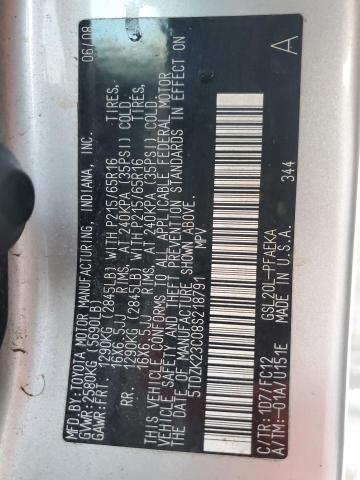 MFD. BY: 06/08
TOYOTA MOTOR MANUFACTURING, INDIANA, INC.
GVWR: 2580KG (5690LB)
GAWR: FRT. 1290KG (2845LB) WITH P215/65R16 TIRES,
16X6.5JJ RIMS, AT 240KPA (35PSI) COLD.
RR. 1290KG (2845LB) WITH P215/65R16 TIRES,
16X6.5JJ RIMS, AT 240KPA (35PSI) COLD.
THIS VEHICLE CONFORMS TO ALL APPLICABLE FEDERAL MOTOR
VEHICLE SAFETY AND THEFT PREVENTION STANDARDS IN EFFECT ON
THE DATE OF MANUFACTURE SHOWN ABOVE.
5TDZK23C08S218791 MPV
A
344
C/TR: 1D7/FC12 GSL20L-PFAEKA
A/TM: -01A/U151E MADE IN U.S.A.